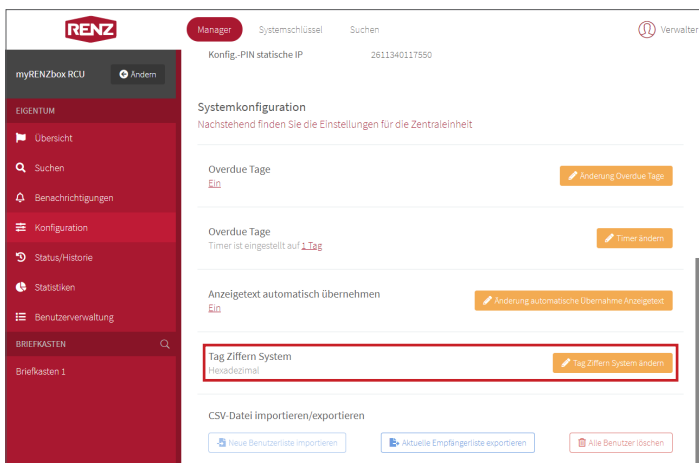 RENZ
Manager
Systemschlüssel
Suchen
Verwalter
Konfig.-PIN statische IP
2611340117550
myRENZbox RCU
Ändern
EIGENTUM
Übersicht
Suchen
Benachrichtigungen
Konfiguration
Status/Historie
Statistiken
Benutzerverwaltung
BRIEFKASTEN
Briefkasten 1
Systemkonfiguration
Nachstehend finden Sie die Einstellungen für die Zentraleinheit
Overdue Tage
Ein
Änderung Overdue Tage
Overdue Tage
Timer ist eingestellt auf 1 Tag
Timer ändern
Anzeigetext automatisch übernehmen
Ein
Änderung automatische Übernahme Anzeigetext
Tag Ziffern System
Hexadezimal
Tag Ziffern System ändern
CSV-Datei importieren/exportieren
Neue Benutzerliste importieren
Aktuelle Empfängerliste exportieren
Alle Benutzer löschen